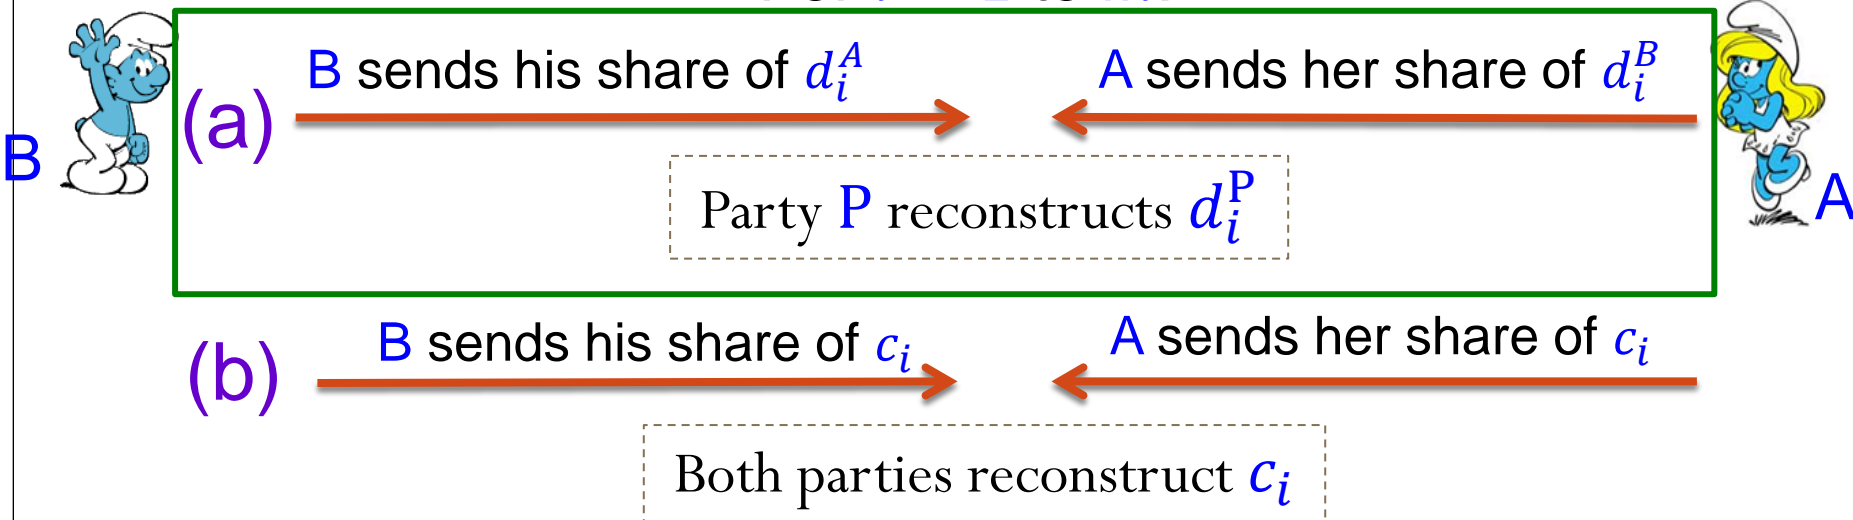 B sends his share of d_i^A
A sends her share of d_i^B
(a)
B
Party P reconstructs d_i^P
A
B sends his share of c_i
A sends her share of c_i
(b)
Both parties reconstruct c_i